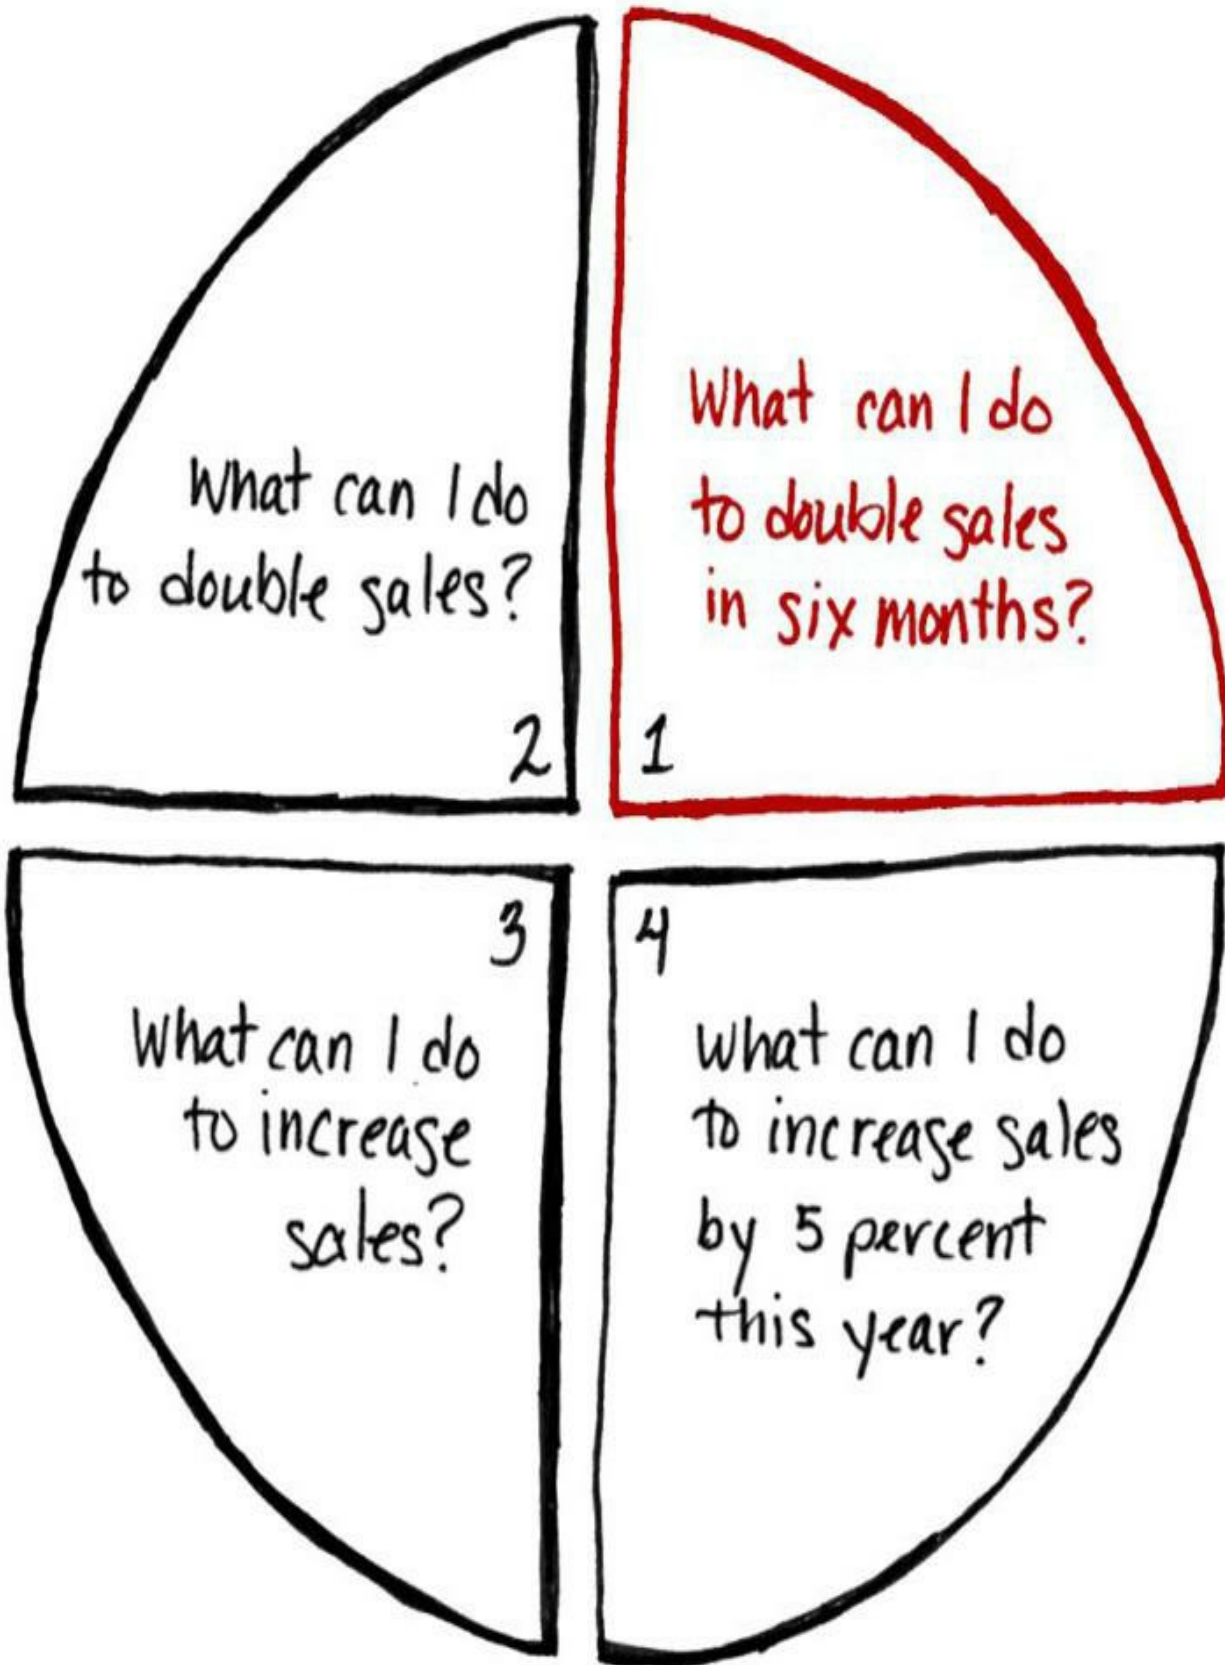 What can I do
to double sales?
2
What can I do
to double sales
in six months?
1
3
What can I do
to increase
sales?
4
What can I do
to increase sales
by 5 percent
this year?